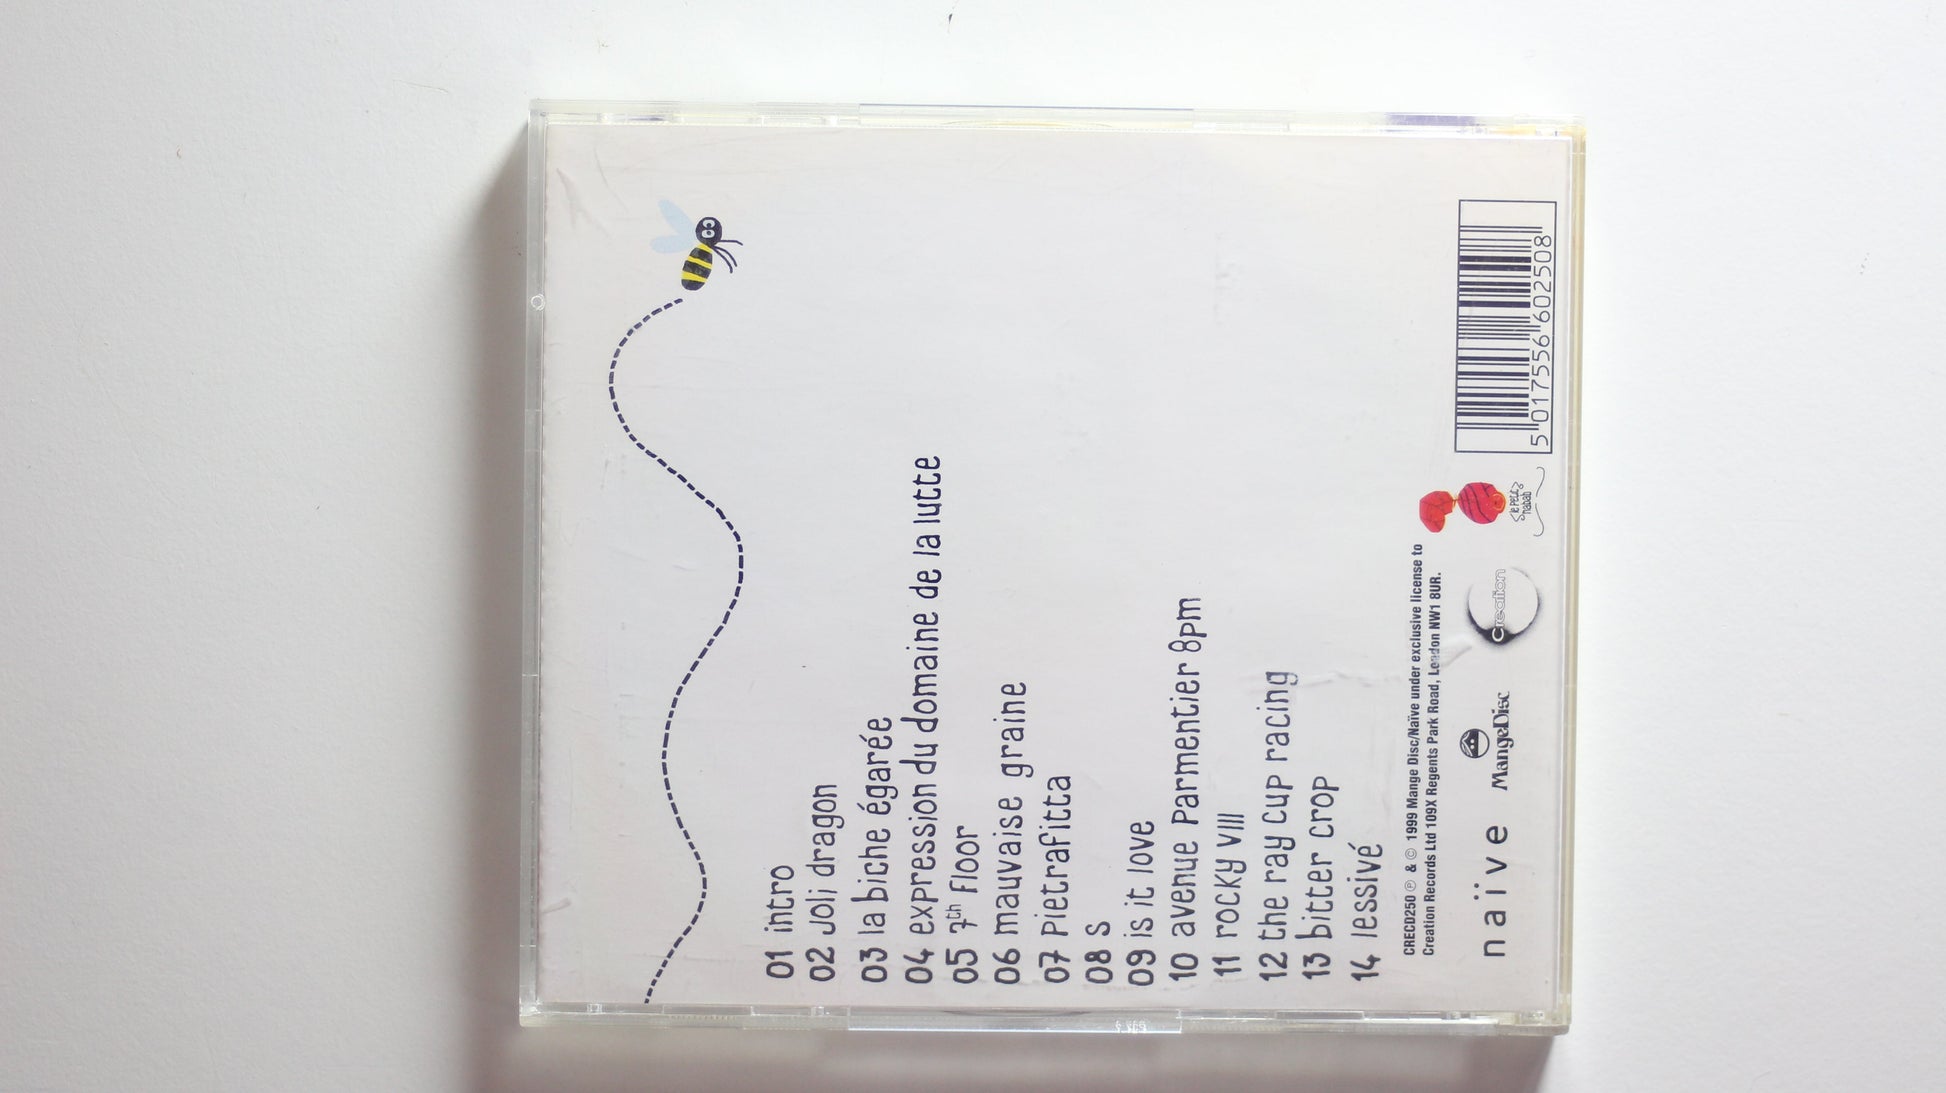 01 intro
02 joli dragon
03 la biche égarée
04 expression du domaine de la lutte
05 7th floor
06 mauvaise graine
07 pietrafitta
08 s
09 is it love
10 avenue parmentier 8pm
11 rocky VIII
12 the ray cup racing
13 bitter crop
14 lessivé
CRECD250 ℗ & © 1999 Mange Disc/Naïve under exclusive license to
Creation Records Ltd 109X Regents Park Road, London NW1 8UR.
naïve
MangeDisc
Creation
le petit
nabab
5 017556 602508